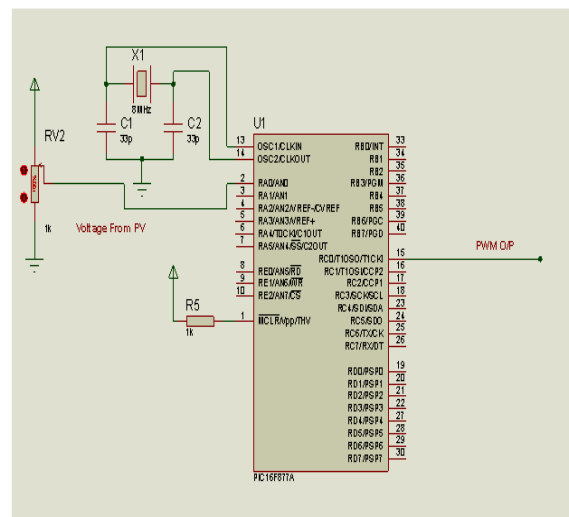 X1
8MHz
C1
33p
C2
33p
RV2
1k
Voltage From PV
R5
1k
U1
13 OSC1/CLKIN
14 OSC2/CLKOUT
2 RA0/AN0
3 RA1/AN1
4 RA2/AN2/VREF-/CVREF
5 RA3/AN3/VREF+
6 RA4/T0CKI/C1OUT
7 RA5/AN4/SS/C2OUT
8 RE0/AN5/RD
9 RE1/AN6/WR
10 RE2/AN7/CS
1 MCLR/Vpp/THV
RB0/INT 33
RB1 34
RB2 35
RB3/PGM 36
RB4 37
RB5 38
RB6/PGC 39
RB7/PGD 40
RC0/T1OSO/T1CKI 15
RC1/T1OSI/CCP2 16
RC2/CCP1 17
RC3/SCK/SCL 18
RC4/SDI/SDA 23
RC5/SDO 24
RC6/TX/CK 25
RC7/RX/DT 26
RD0/PSP0 19
RD1/PSP1 20
RD2/PSP2 21
RD3/PSP3 22
RD4/PSP4 27
RD5/PSP5 28
RD6/PSP6 29
RD7/PSP7 30
PWM O/P
PIC16F877A